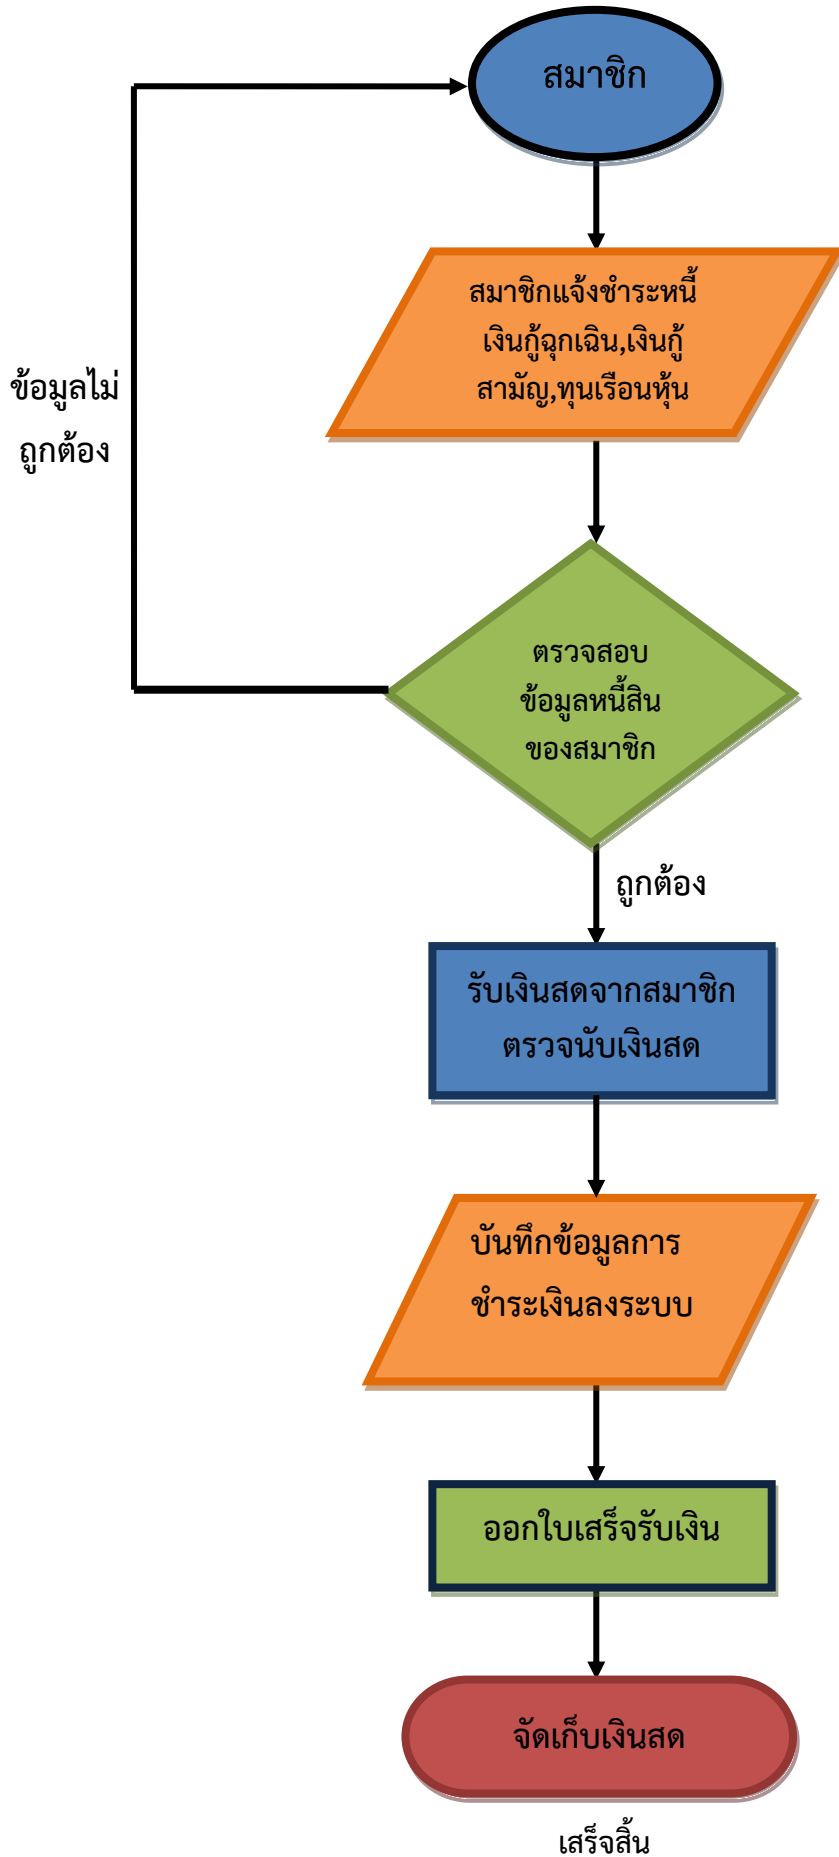 สมาชิก
สมาชิกแจ้งชำระหนี้
เงินกู้ฉุกเฉิน,เงินกู้
สามัญ,ทุนเรือนหุ้น
ข้อมูลไม่
ถูกต้อง
ตรวจสอบ
ข้อมูลหนี้สิน
ของสมาชิก
ถูกต้อง
รับเงินสดจากสมาชิก
ตรวจนับเงินสด
บันทึกข้อมูลการ
ชำระเงินลงระบบ
ออกใบเสร็จรับเงิน
จัดเก็บเงินสด
เสร็จสิ้น